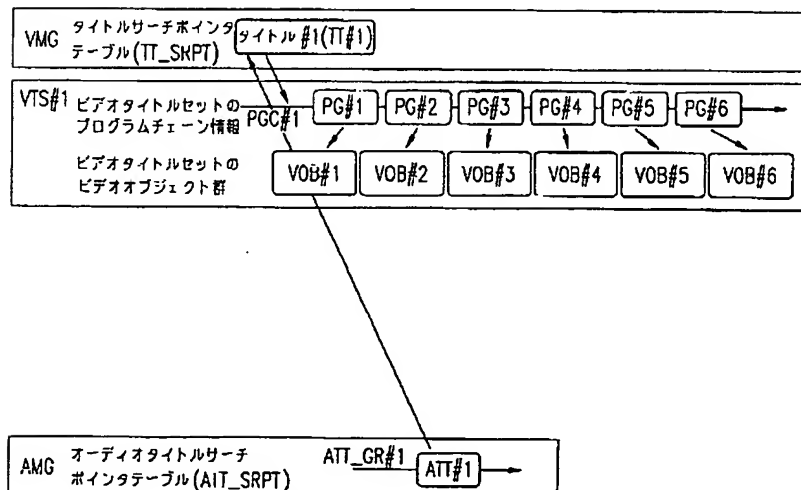 VMG タイトルサーチポインタ
テーブル(TT_SRPT)
タイトル #1(TT#1)
VTS#1 ビデオタイトルセットの
プログラムチェーン情報
PGC#1
PG#1 PG#2 PG#3 PG#4 PG#5 PG#6
ビデオタイトルセットの
ビデオオブジェクト群
VOB#1 VOB#2 VOB#3 VOB#4 VOB#5 VOB#6
AMG オーディオタイトルサーチ
ポインタテーブル(AIT_SRPT)
ATT_GR#1
ATT#1